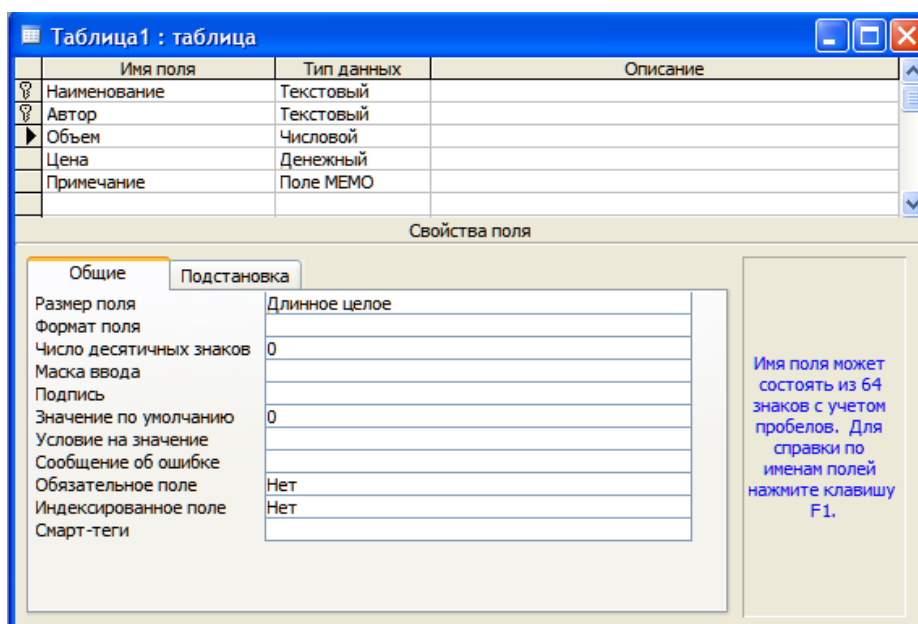 Таблица1 : таблица
Имя поля Тип данных Описание
Наименование Текстовый
Автор Текстовый
Объем Числовой
Цена Денежный
Примечание Поле МЕМО
Свойства поля
Общие Подстановка
Размер поля Длинное целое
Формат поля
Число десятичных знаков 0
Маска ввода
Подпись
Значение по умолчанию 0
Условие на значение
Сообщение об ошибке
Обязательное поле Нет
Индексированное поле Нет
Смарт-теги
Имя поля может
состоять из 64
знаков с учетом
пробелов. Для
справки по
именам полей
нажмите клавишу
F1.